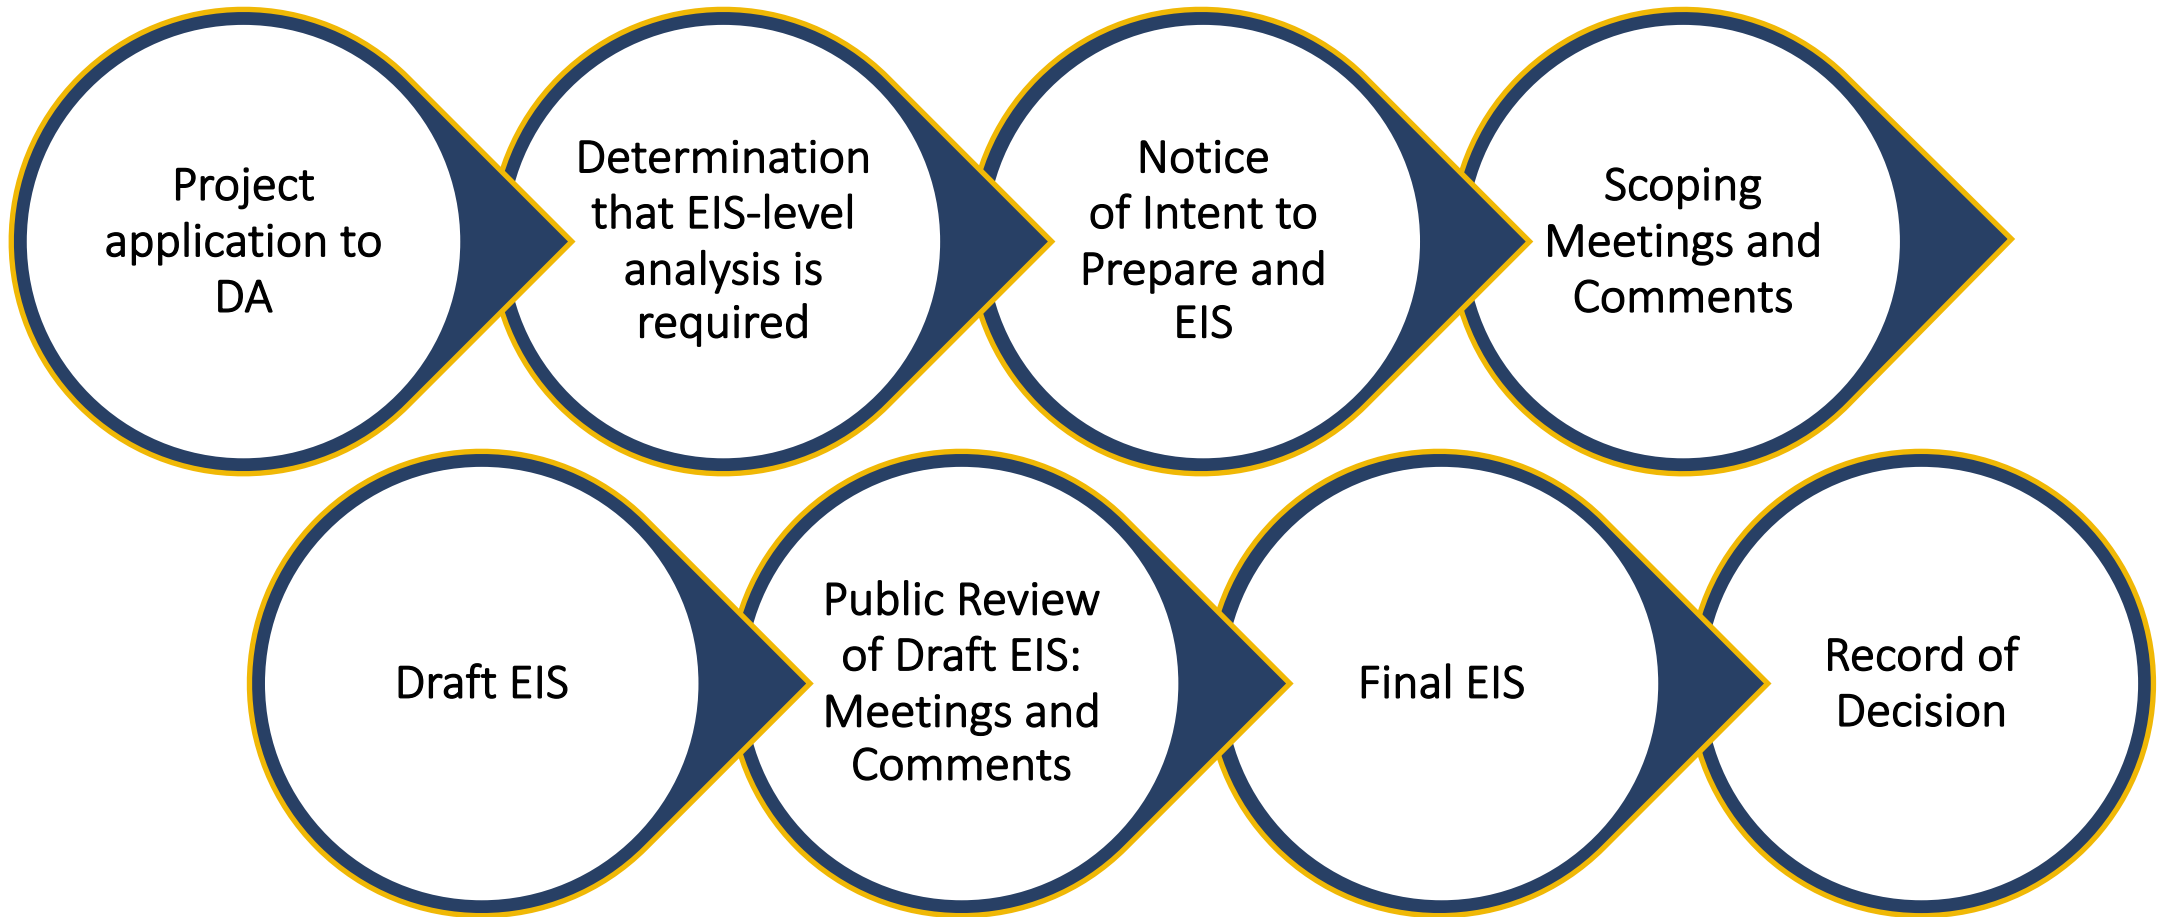 Project
application to
DA
Determination
that EIS-level
analysis is
required
Notice
of Intent to
Prepare and
EIS
Scoping
Meetings and
Comments
Draft EIS
Public Review
of Draft EIS:
Meetings and
Comments
Final EIS
Record of
Decision